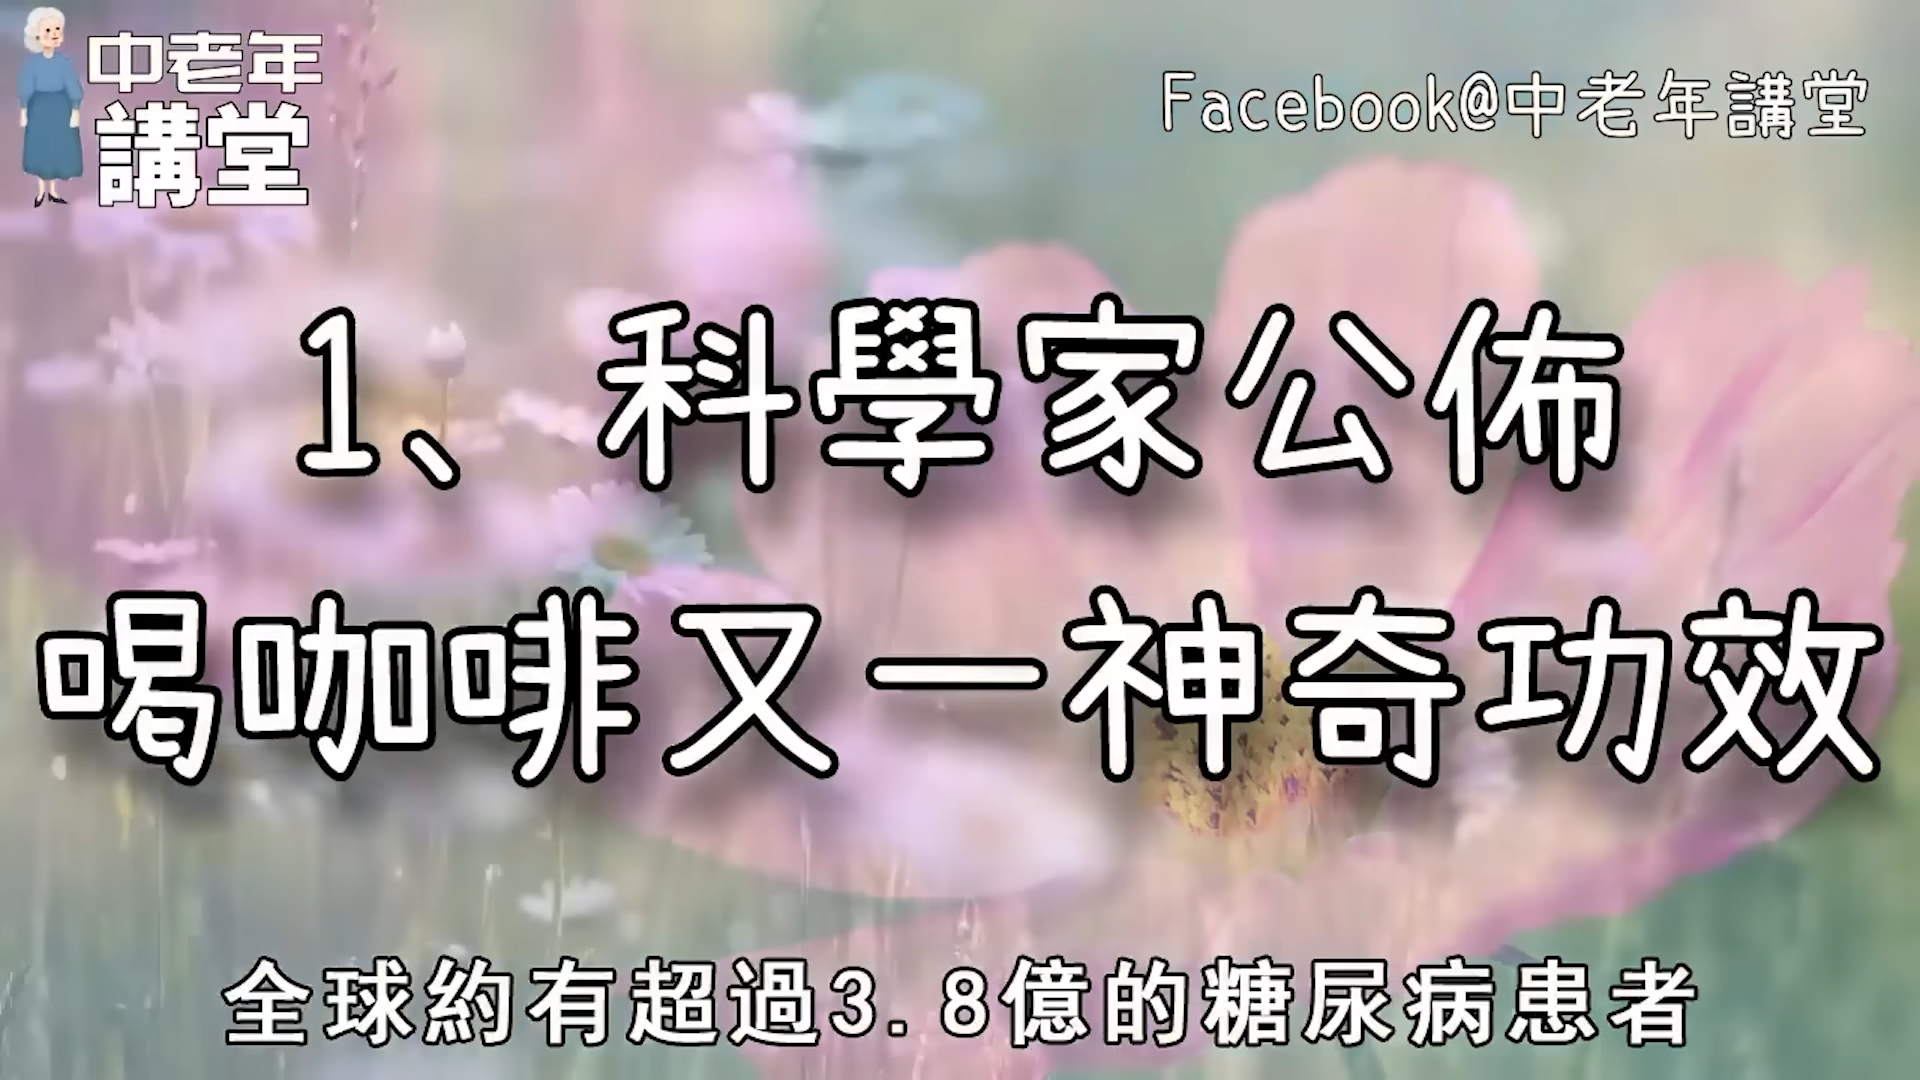 中老年
講堂
Facebook@中老年講堂
1、科學家公佈
喝咖啡又一神奇功效
全球約有超過3.8億的糖尿病患者